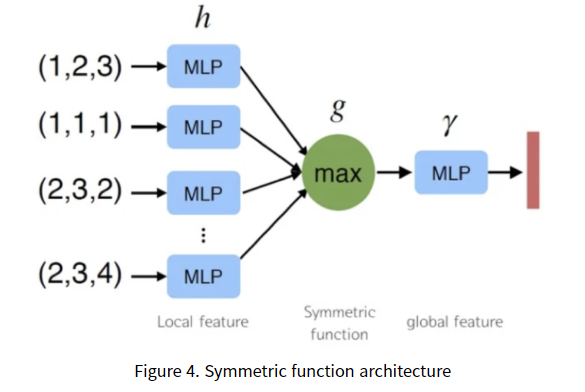 h
(1,2,3) MLP
(1,1,1) MLP
g
γ
(2,3,2) MLP
max
MLP
(2,3,4) MLP
Local feature
Symmetric
function
global feature
Figure 4. Symmetric function architecture